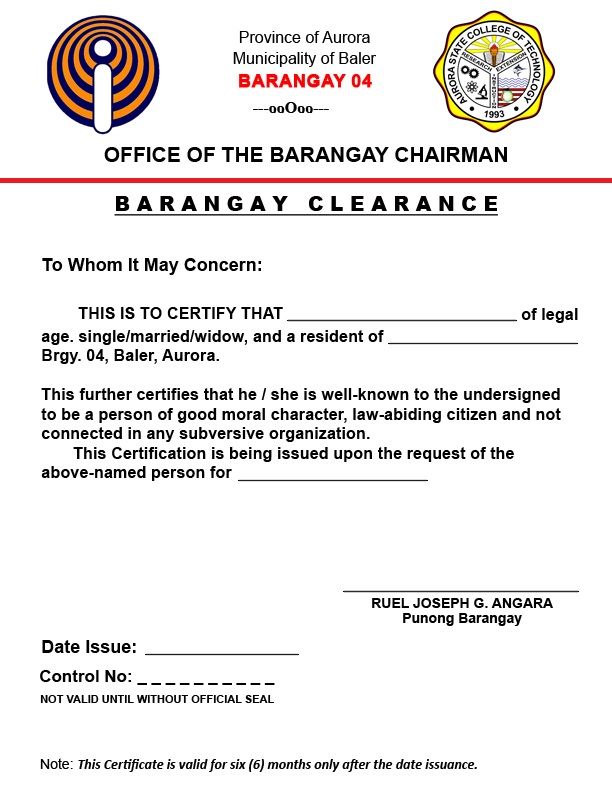 Province of Aurora
Municipality of Baler
BARANGAY 04
---ooOoo---
AURORA STATE COLLEGE OF TECHNOLOGY
RESEARCH EXTENSION
1993
OFFICE OF THE BARANGAY CHAIRMAN
BARANGAY CLEARANCE
To Whom It May Concern:
THIS IS TO CERTIFY THAT __________ of legal
age. single/married/widow, and a resident of __________
Brgy. 04, Baler, Aurora.
This further certifies that he / she is well-known to the undersigned
to be a person of good moral character, law-abiding citizen and not
connected in any subversive organization.
This Certification is being issued upon the request of the
above-named person for __________
RUEL JOSEPH G. ANGARA
Punong Barangay
Date Issue: __________
Control No: _ _ _ _ _ _ _ _ _ _
NOT VALID UNTIL WITHOUT OFFICIAL SEAL
Note: This Certificate is valid for six (6) months only after the date issuance.